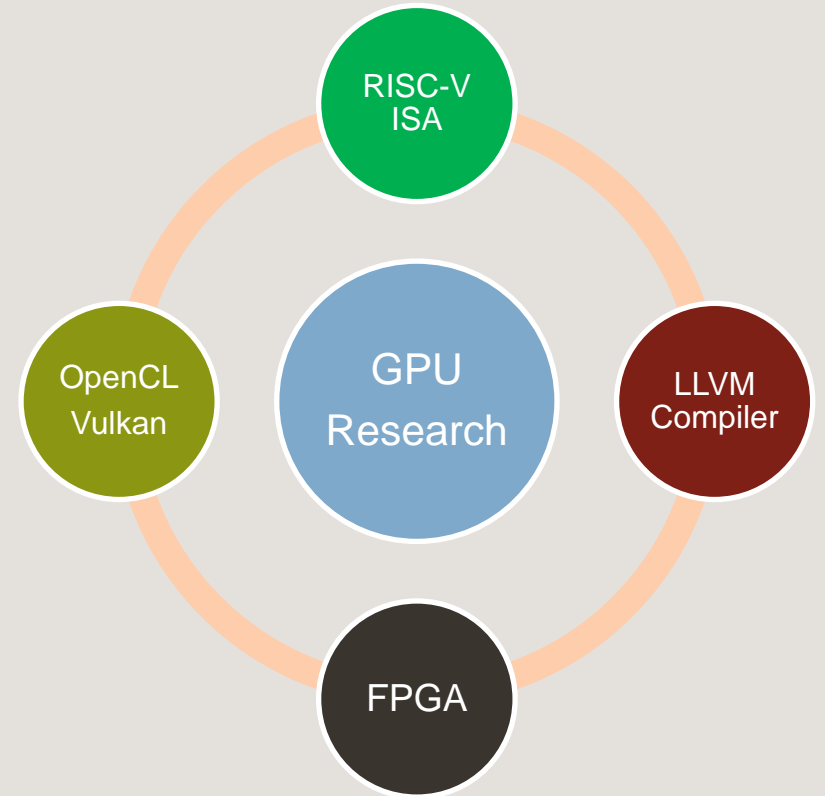 RISC-V
ISA
OpenCL
Vulkan
GPU
Research
LLVM
Compiler
FPGA